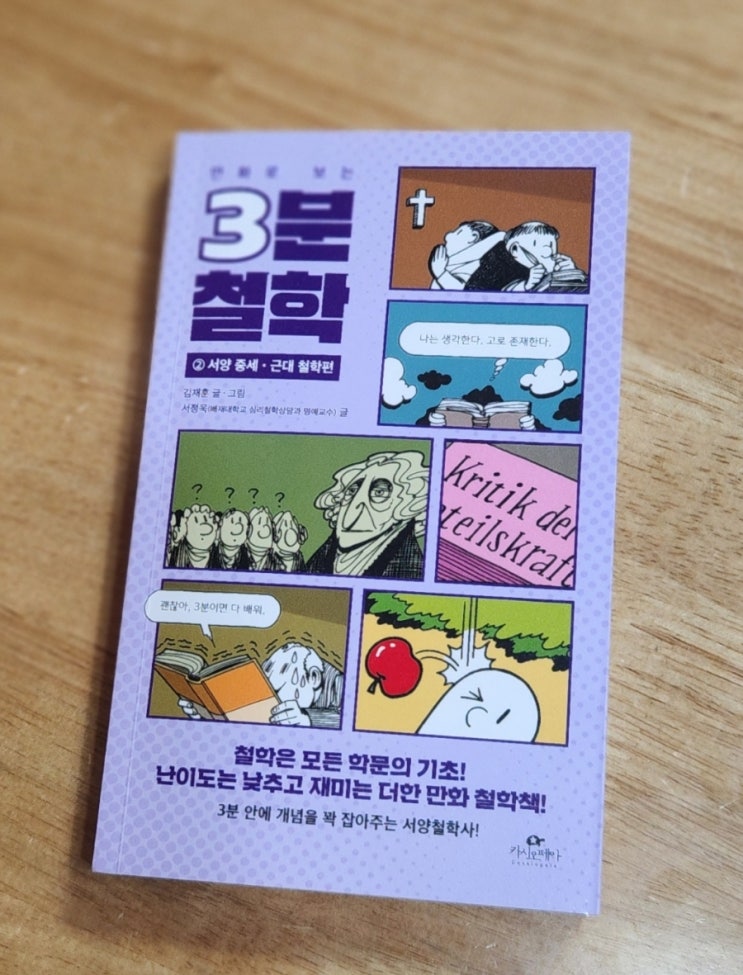 만화로 보는
3분
철학
② 서양 중세 · 근대 철학편
김재훈 글 · 그림
서정욱(배재대학교 심리철학상담과 명예교수) 글
나는 생각한다, 고로 존재한다.
? ? ? ?
Kritik der
teilskraft
괜찮아, 3분이면 다 배워.
철학은 모든 학문의 기초!
난이도는 낮추고 재미는 더한 만화 철학책!
3분 안에 개념을 꽉 잡아주는 서양철학사!
카시오페아
Cassiopeia